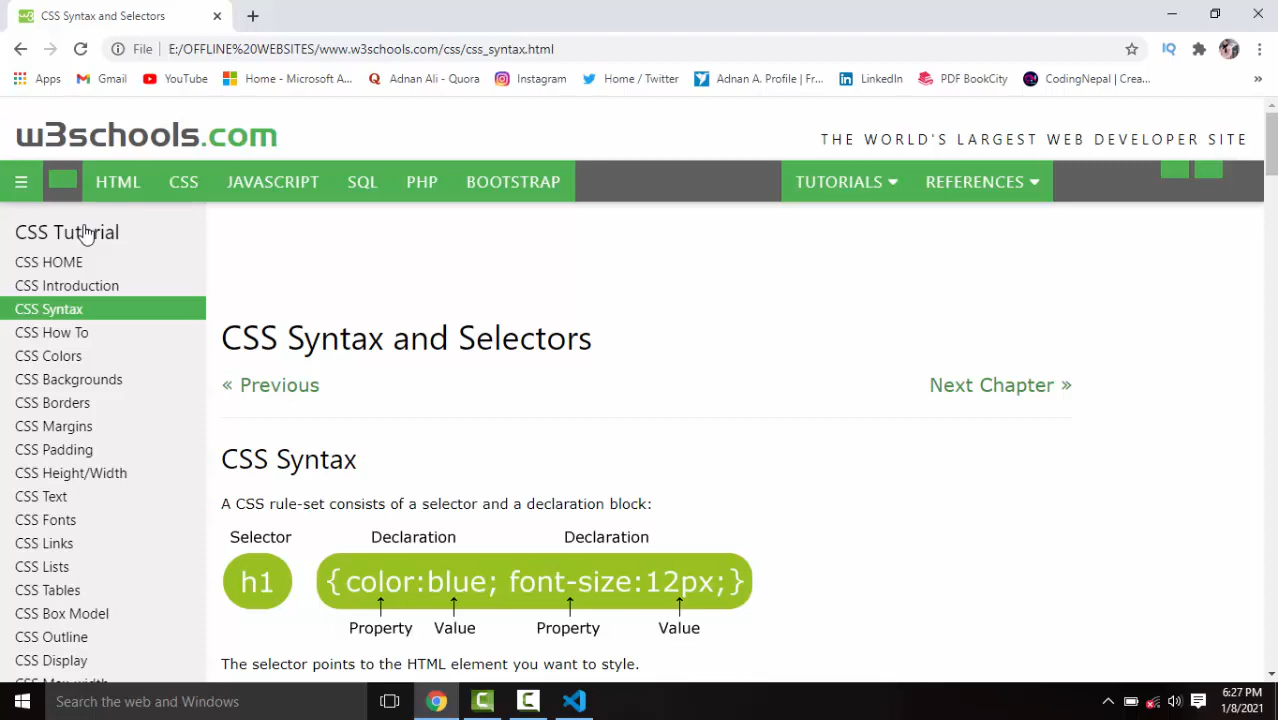 CSS Syntax and Selectors
File E:/OFFLINE%20WEBSITES/www.w3schools.com/css/css_syntax.html
IQ
Apps Gmail YouTube Home - Microsoft A... Adnan Ali - Quora Instagram Home / Twitter Adnan A. Profile | Fr... LinkedIn PDF BookCity CodingNepal | Crea... »
w3schools.com
THE WORLD'S LARGEST WEB DEVELOPER SITE
☰ HTML CSS JAVASCRIPT SQL PHP BOOTSTRAP TUTORIALS REFERENCES
CSS Tutorial
CSS HOME
CSS Introduction
CSS Syntax
CSS How To
CSS Colors
CSS Backgrounds
CSS Borders
CSS Margins
CSS Padding
CSS Height/Width
CSS Text
CSS Fonts
CSS Links
CSS Lists
CSS Tables
CSS Box Model
CSS Outline
CSS Display
CSS Max-width
CSS Syntax and Selectors
« Previous Next Chapter »
CSS Syntax
A CSS rule-set consists of a selector and a declaration block:
Selector Declaration Declaration
h1 {color:blue; font-size:12px;}
Property Value Property Value
The selector points to the HTML element you want to style.
Search the web and Windows
6:27 PM
1/8/2021